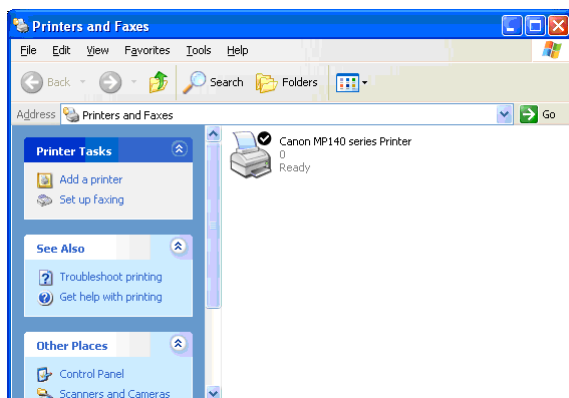 Printers and Faxes
File Edit View Favorites Tools Help
Back Search Folders
Address Printers and Faxes Go
Printer Tasks
Add a printer
Set up faxing
See Also
Troubleshoot printing
Get help with printing
Other Places
Control Panel
Scanners and Cameras
Canon MP140 series Printer
0
Ready